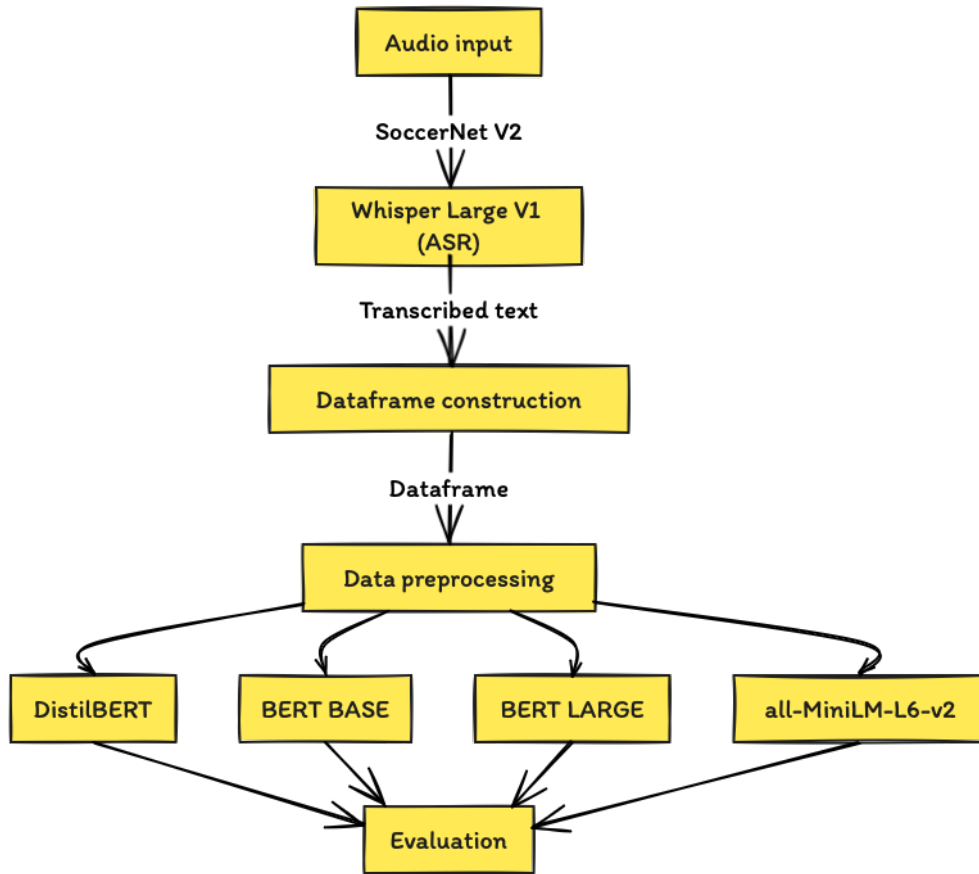 Audio input
SoccerNet V2
Whisper Large V1
(ASR)
Transcribed text
Dataframe construction
Dataframe
Data preprocessing
DistilBERT
BERT BASE
BERT LARGE
all-MiniLM-L6-v2
Evaluation